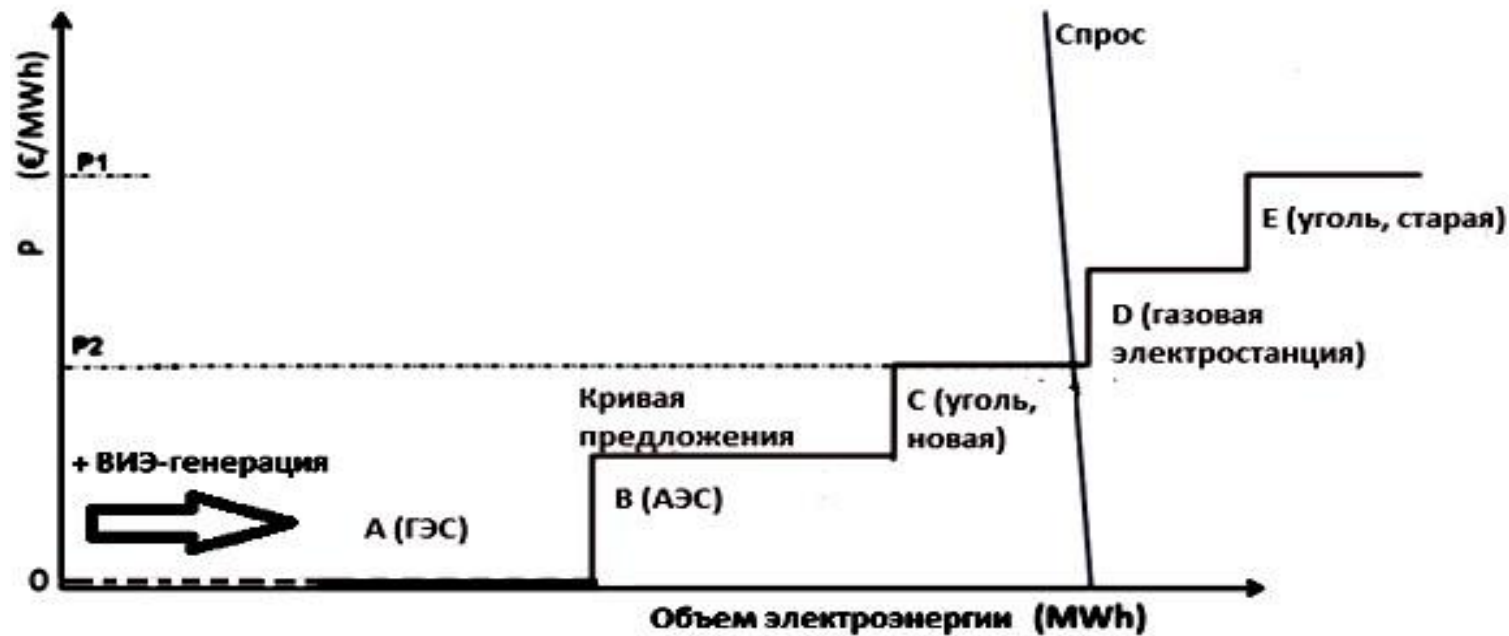 Спрос
P (€/MWh)
P1
E (уголь, старая)
D (газовая
электростанция)
P2
Кривая
предложения
C (уголь,
новая)
+ ВИЭ-генерация
B (АЭС)
A (ГЭС)
0
Объем электроэнергии (MWh)